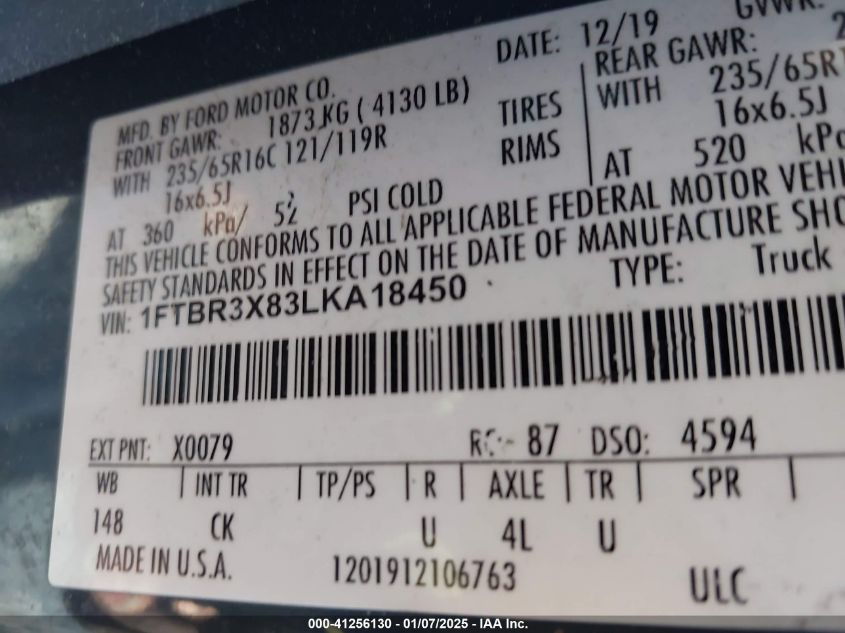 MFD. BY FORD MOTOR CO. DATE: 12/19 GVWR:
FRONT GAWR: 1873 KG ( 4130 LB) REAR GAWR:
WITH 235/65R16C 121/119R TIRES WITH 235/65R
16x6.5J RIMS 16x6.5J
AT 360 kPa/ 52 PSI COLD AT 520 kPa
THIS VEHICLE CONFORMS TO ALL APPLICABLE FEDERAL MOTOR
SAFETY STANDARDS IN EFFECT ON THE DATE OF MANUFACTURE
VIN: 1FTBR3X83LKA18450 TYPE: Truck
EXT PNT: X0079 87 DSO: 4594
WB | INT TR | TP/PS | R | AXLE | TR | SPR |
148 CK U 4L U
MADE IN U.S.A. 1201912106763 ULC
000-41256130 - 01/07/2025 - IAA Inc.